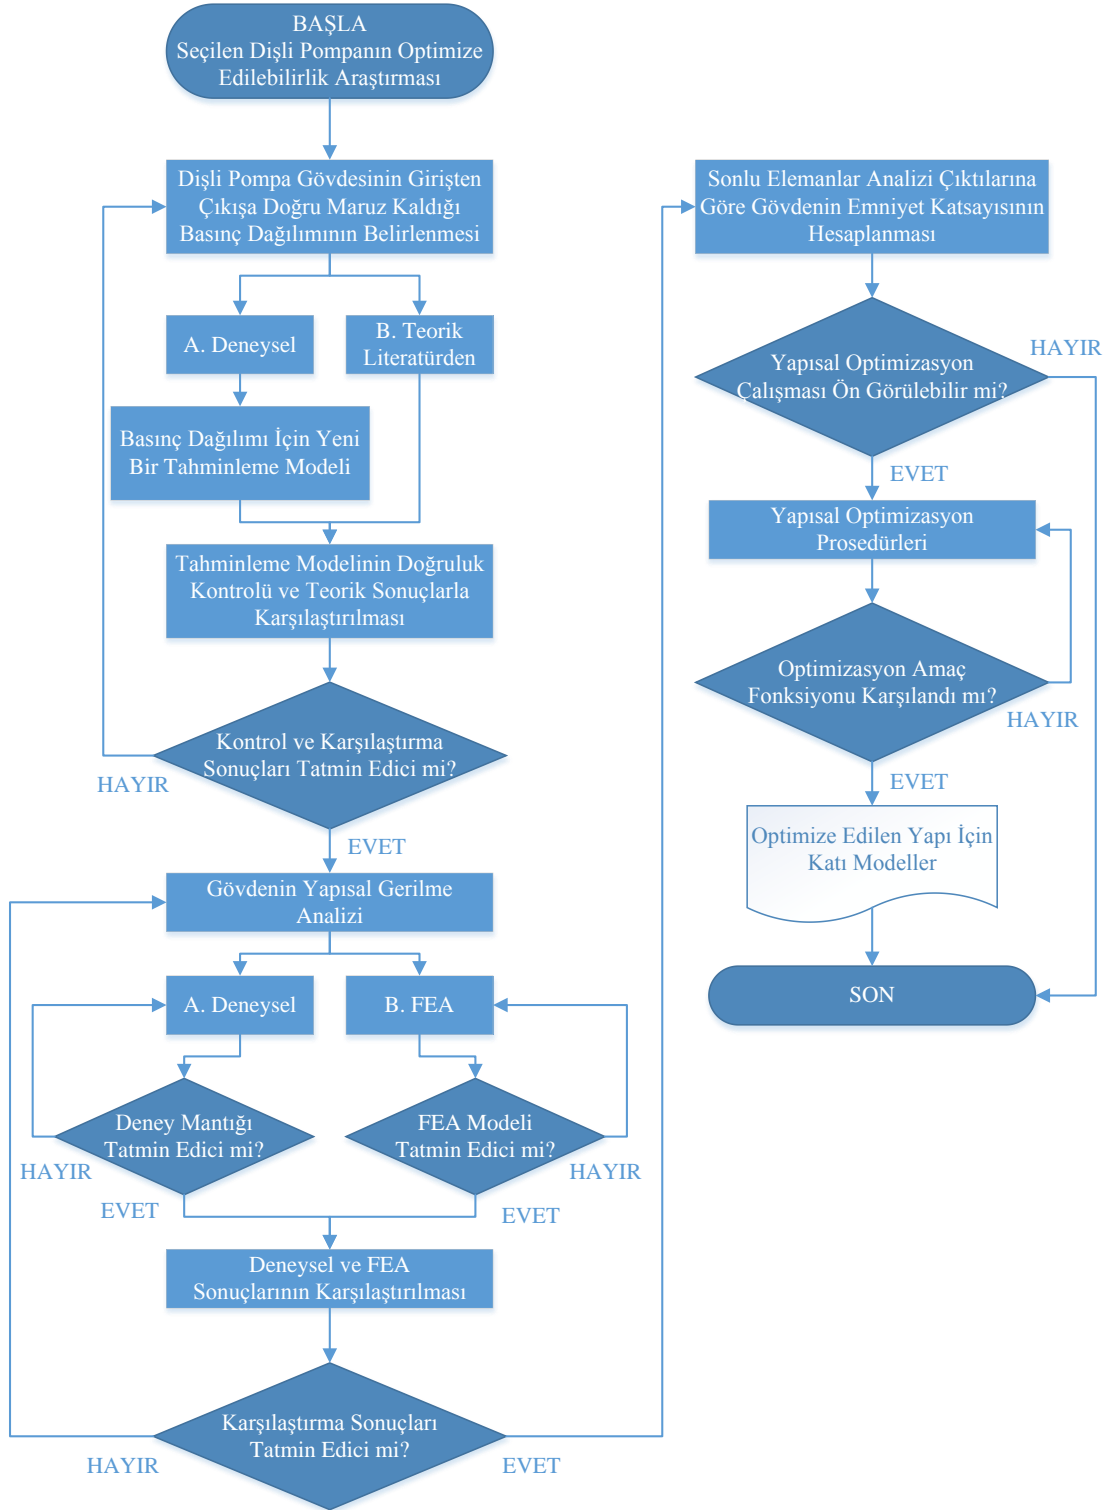 BAŞLA
Seçilen Dişli Pompanın Optimize
Edilebilirlik Araştırması
Dişli Pompa Gövdesinin Girişten
Çıkışa Doğru Maruz Kaldığı
Basınç Dağılımının Belirlenmesi
A. Deneysel
B. Teorik
Literatürden
Basınç Dağılımı İçin Yeni
Bir Tahminleme Modeli
Tahminleme Modelinin Doğruluk
Kontrolü ve Teorik Sonuçlarla
Karşılaştırılması
Kontrol ve Karşılaştırma
Sonuçları Tatmin Edici mi?
HAYIR
EVET
Gövdenin Yapısal Gerilme
Analizi
A. Deneysel
B. FEA
Deney Mantığı
Tatmin Edici mi?
HAYIR
EVET
FEA Modeli
Tatmin Edici mi?
HAYIR
EVET
Deneysel ve FEA
Sonuçlarının Karşılaştırılması
Karşılaştırma Sonuçları
Tatmin Edici mi?
HAYIR
EVET
Sonlu Elemanlar Analizi Çıktılarına
Göre Gövdenin Emniyet Katsayısının
Hesaplanması
Yapısal Optimizasyon
Çalışması Ön Görülebilir mi?
HAYIR
EVET
Yapısal Optimizasyon
Prosedürleri
Optimizasyon Amaç
Fonksiyonu Karşılandı mı?
HAYIR
EVET
Optimize Edilen Yapı İçin
Katı Modeller
SON